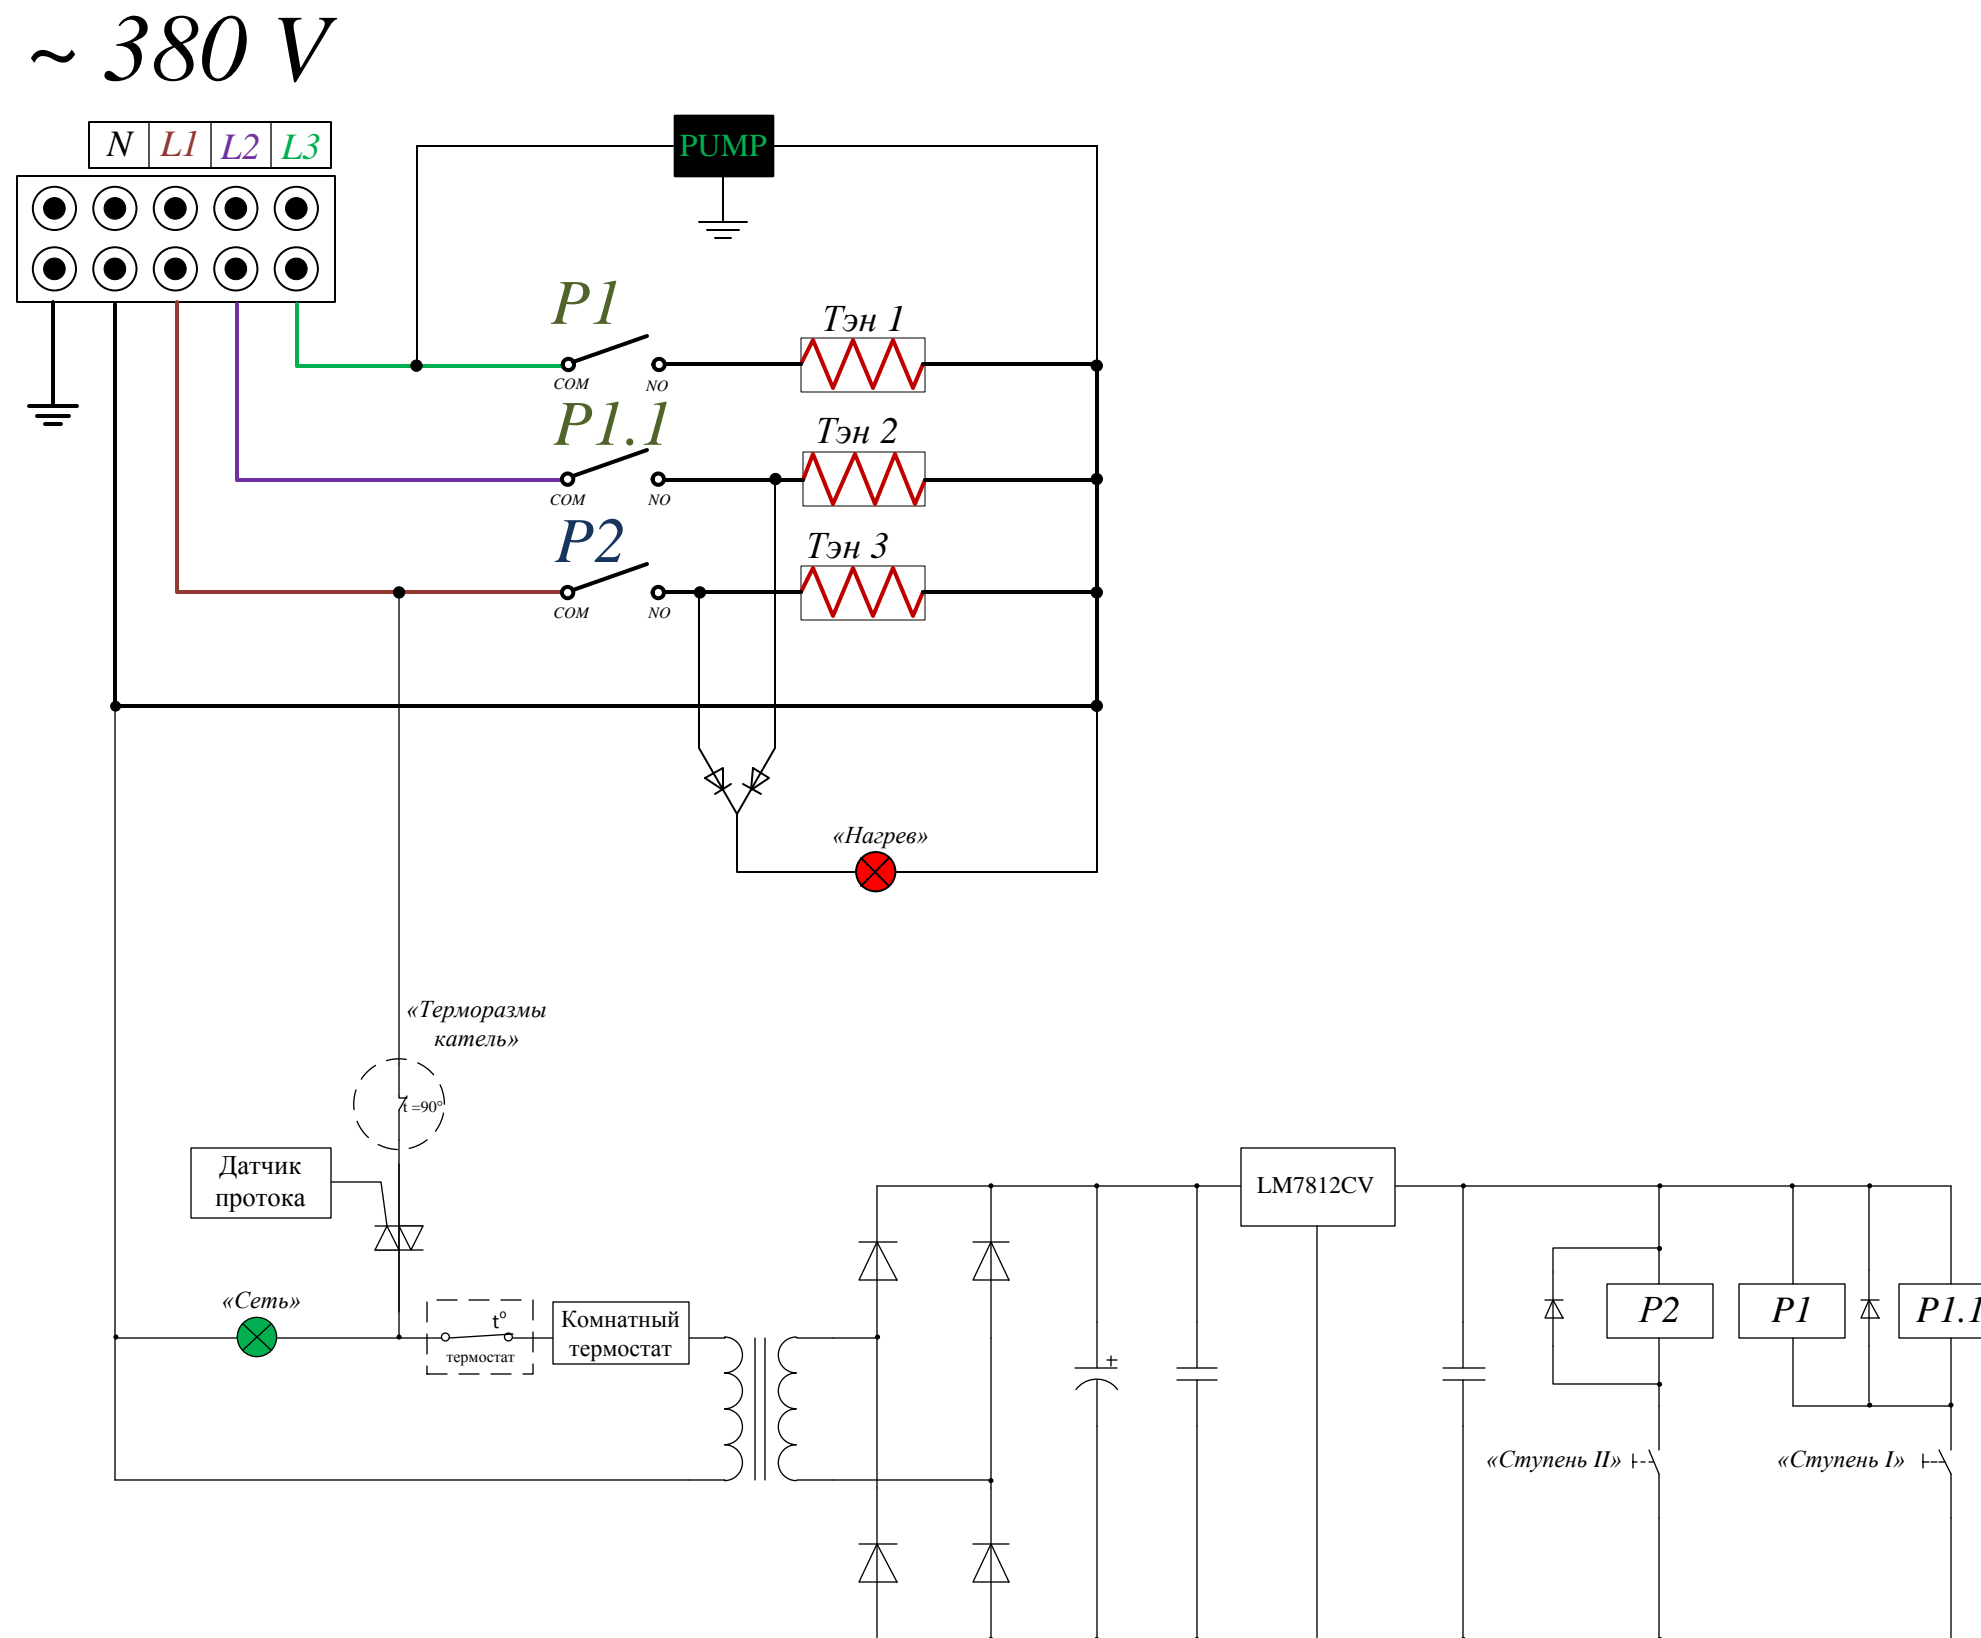 ~ 380 V
N L1 L2 L3
PUMP
P1
Тэн 1
COM NO
P1.1
Тэн 2
COM NO
P2
Тэн 3
COM NO
«Нагрев»
«Терморазмы
катель»
t =90°
Датчик
протока
LM7812CV
«Сеть»
t°
термостат
Комнатный
термостат
+
P2 P1 P1.1
«Ступень II» «Ступень I»